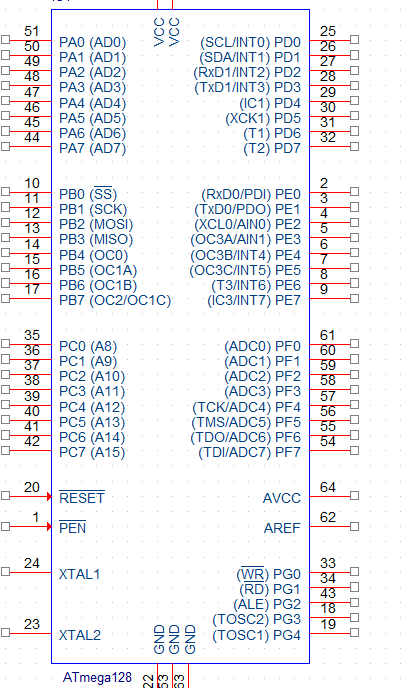 VCC VCC
51 PA0 (AD0) (SCL/INT0) PD0 25
50 PA1 (AD1) (SDA/INT1) PD1 26
49 PA2 (AD2) (RxD1/INT2) PD2 27
48 PA3 (AD3) (TxD1/INT3) PD3 28
47 PA4 (AD4) (IC1) PD4 29
46 PA5 (AD5) (XCK1) PD5 30
45 PA6 (AD6) (T1) PD6 31
44 PA7 (AD7) (T2) PD7 32
10 PB0 (SS) (RxD0/PDI) PE0 2
11 PB1 (SCK) (TxD0/PDO) PE1 3
12 PB2 (MOSI) (XCL0/AIN0) PE2 4
13 PB3 (MISO) (OC3A/AIN1) PE3 5
14 PB4 (OC0) (OC3B/INT4) PE4 6
15 PB5 (OC1A) (OC3C/INT5) PE5 7
16 PB6 (OC1B) (T3/INT6) PE6 8
17 PB7 (OC2/OC1C) (IC3/INT7) PE7 9
35 PC0 (A8) (ADC0) PF0 61
36 PC1 (A9) (ADC1) PF1 60
37 PC2 (A10) (ADC2) PF2 59
38 PC3 (A11) (ADC3) PF3 58
39 PC4 (A12) (TCK/ADC4) PF4 57
40 PC5 (A13) (TMS/ADC5) PF5 56
41 PC6 (A14) (TDO/ADC6) PF6 55
42 PC7 (A15) (TDI/ADC7) PF7 54
20 RESET AVCC 64
1 PEN AREF 62
24 XTAL1 (WR) PG0 33
(RD) PG1 34
(ALE) PG2 43
(TOSC2) PG3 18
23 XTAL2 (TOSC1) PG4 19
GND GND GND
ATmega128 22 53 63